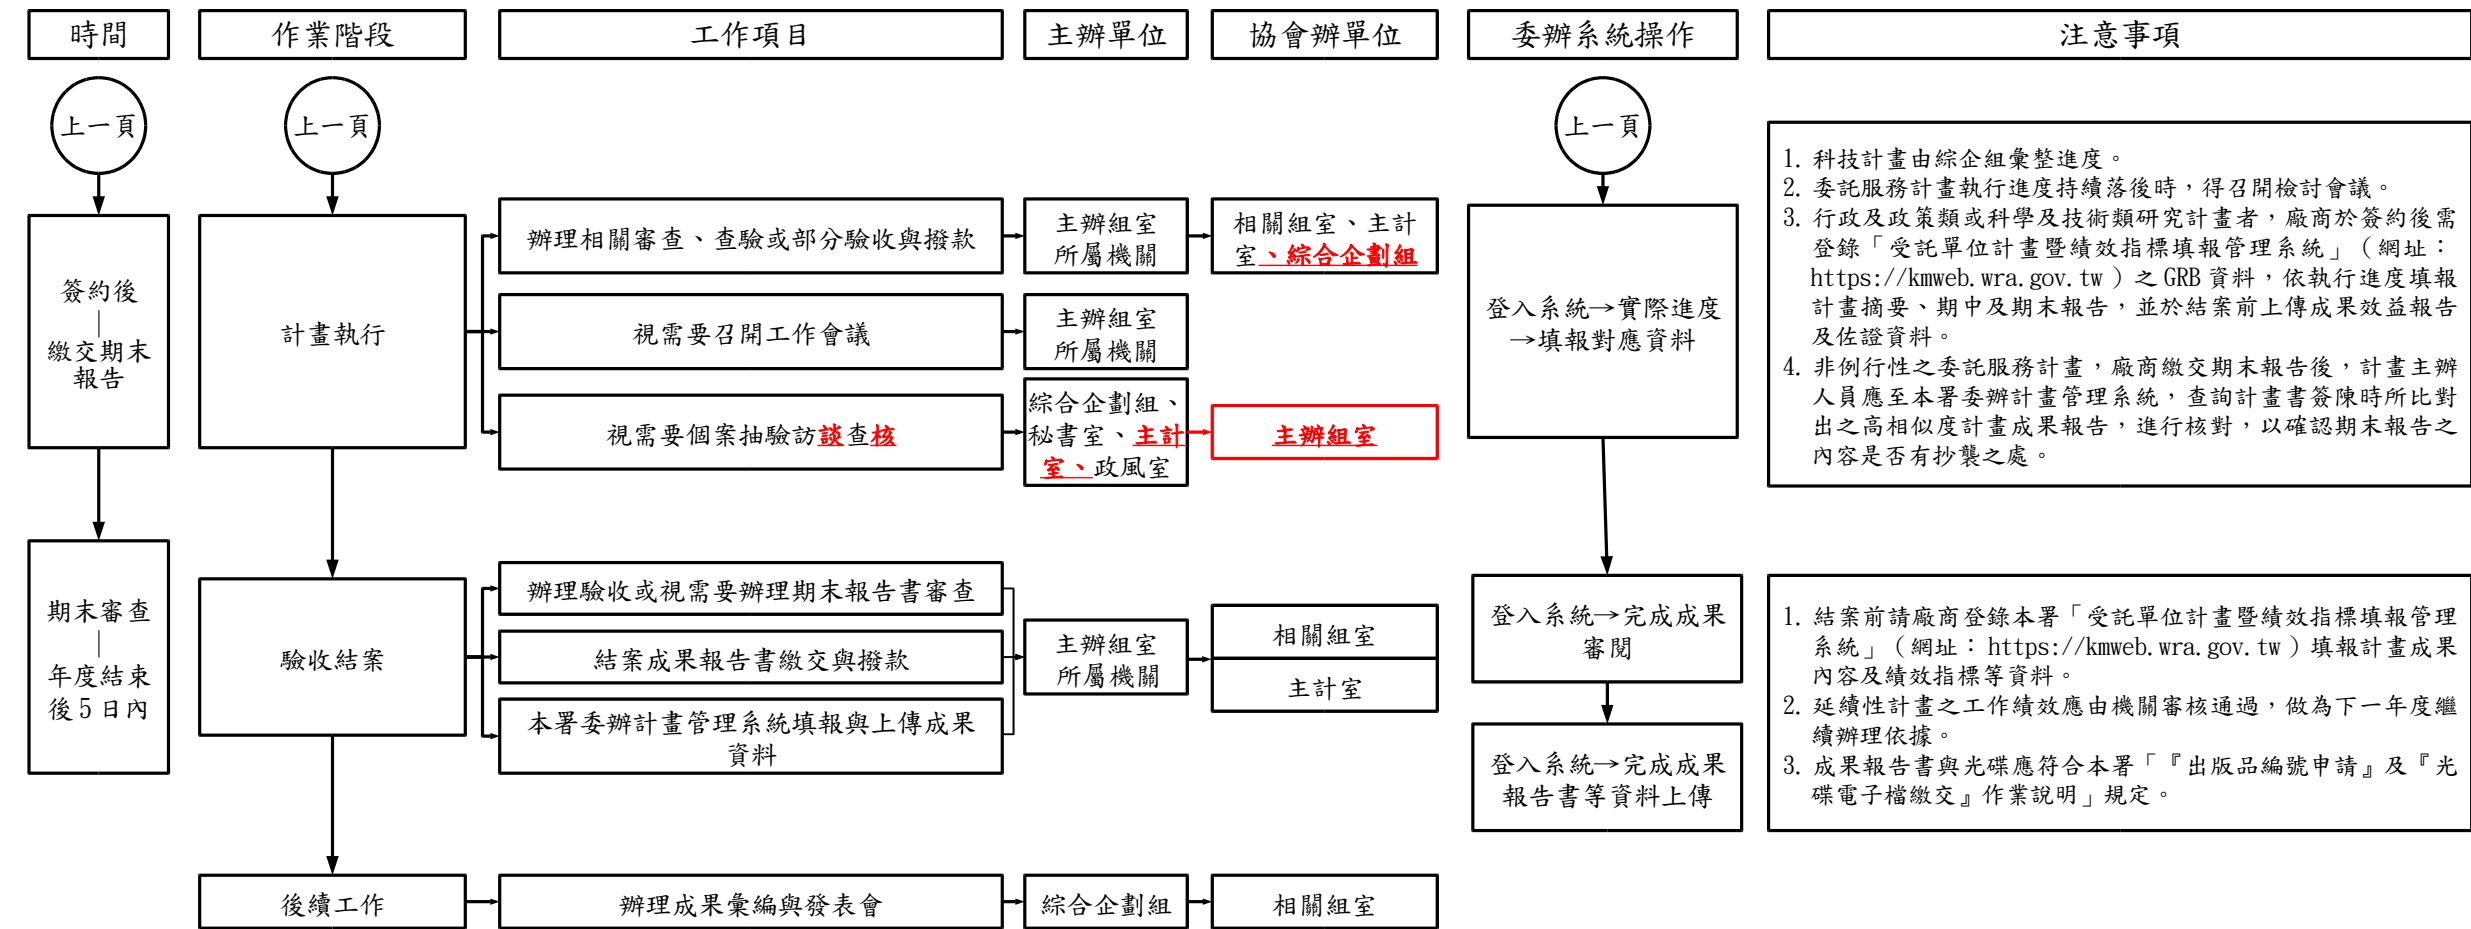 時間
作業階段
工作項目
主辦單位
協會辦單位
委辦系統操作
注意事項
上一頁
上一頁
上一頁
簽約後
｜
繳交期末
報告
計畫執行
辦理相關審查、查驗或部分驗收與撥款
主辦組室
所屬機關
相關組室、主計
室、綜合企劃組
視需要召開工作會議
主辦組室
所屬機關
視需要個案抽驗訪談查核
綜合企劃組、
秘書室、主計
室、政風室
主辦組室
登入系統→實際進度
→填報對應資料
1. 科技計畫由綜企組彙整進度。
2. 委託服務計畫執行進度持續落後時，得召開檢討會議。
3. 行政及政策類或科學及技術類研究計畫者，廠商於簽約後需
登錄「受託單位計畫暨績效指標填報管理系統」（網址：
https://kmweb.wra.gov.tw）之GRB資料，依執行進度填報
計畫摘要、期中及期末報告，並於結案前上傳成果效益報告
及佐證資料。
4. 非例行性之委託服務計畫，廠商繳交期末報告後，計畫主辦
人員應至本署委辦計畫管理系統，查詢計畫書簽陳時所比對
出之高相似度計畫成果報告，進行核對，以確認期末報告之
內容是否有抄襲之處。
期末審查
｜
年度結束
後5日內
驗收結案
辦理驗收或視需要辦理期末報告書審查
結案成果報告書繳交與撥款
本署委辦計畫管理系統填報與上傳成果
資料
主辦組室
所屬機關
相關組室
主計室
登入系統→完成成果
審閱
登入系統→完成成果
報告書等資料上傳
1. 結案前請廠商登錄本署「受託單位計畫暨績效指標填報管理
系統」（網址：https://kmweb.wra.gov.tw）填報計畫成果
內容及績效指標等資料。
2. 延續性計畫之工作績效應由機關審核通過，做為下一年度繼
續辦理依據。
3. 成果報告書與光碟應符合本署「『出版品編號申請』及『光
碟電子檔繳交』作業說明」規定。
後續工作
辦理成果彙編與發表會
綜合企劃組
相關組室